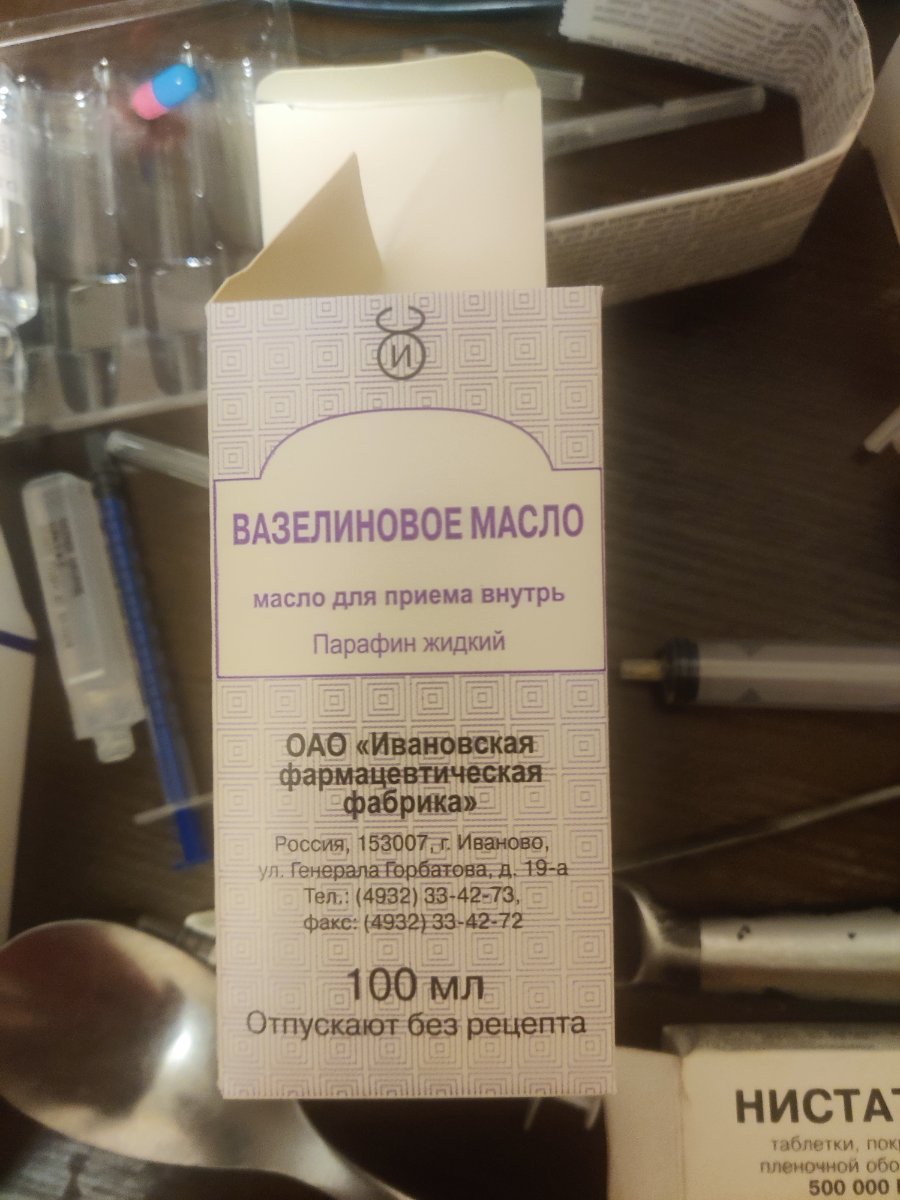 И
ВАЗЕЛИНОВОЕ МАСЛО
масло для приема внутрь
Парафин жидкий
ОАО «Ивановская
фармацевтическая
фабрика»
Россия, 153007, г. Иваново,
ул. Генерала Горбатова, д. 19-а
Тел.: (4932) 33-42-73,
факс: (4932) 33-42-72
100 мл
Отпускают без рецепта
НИСТАТ
таблетки, пок
пленочной обо
500 000